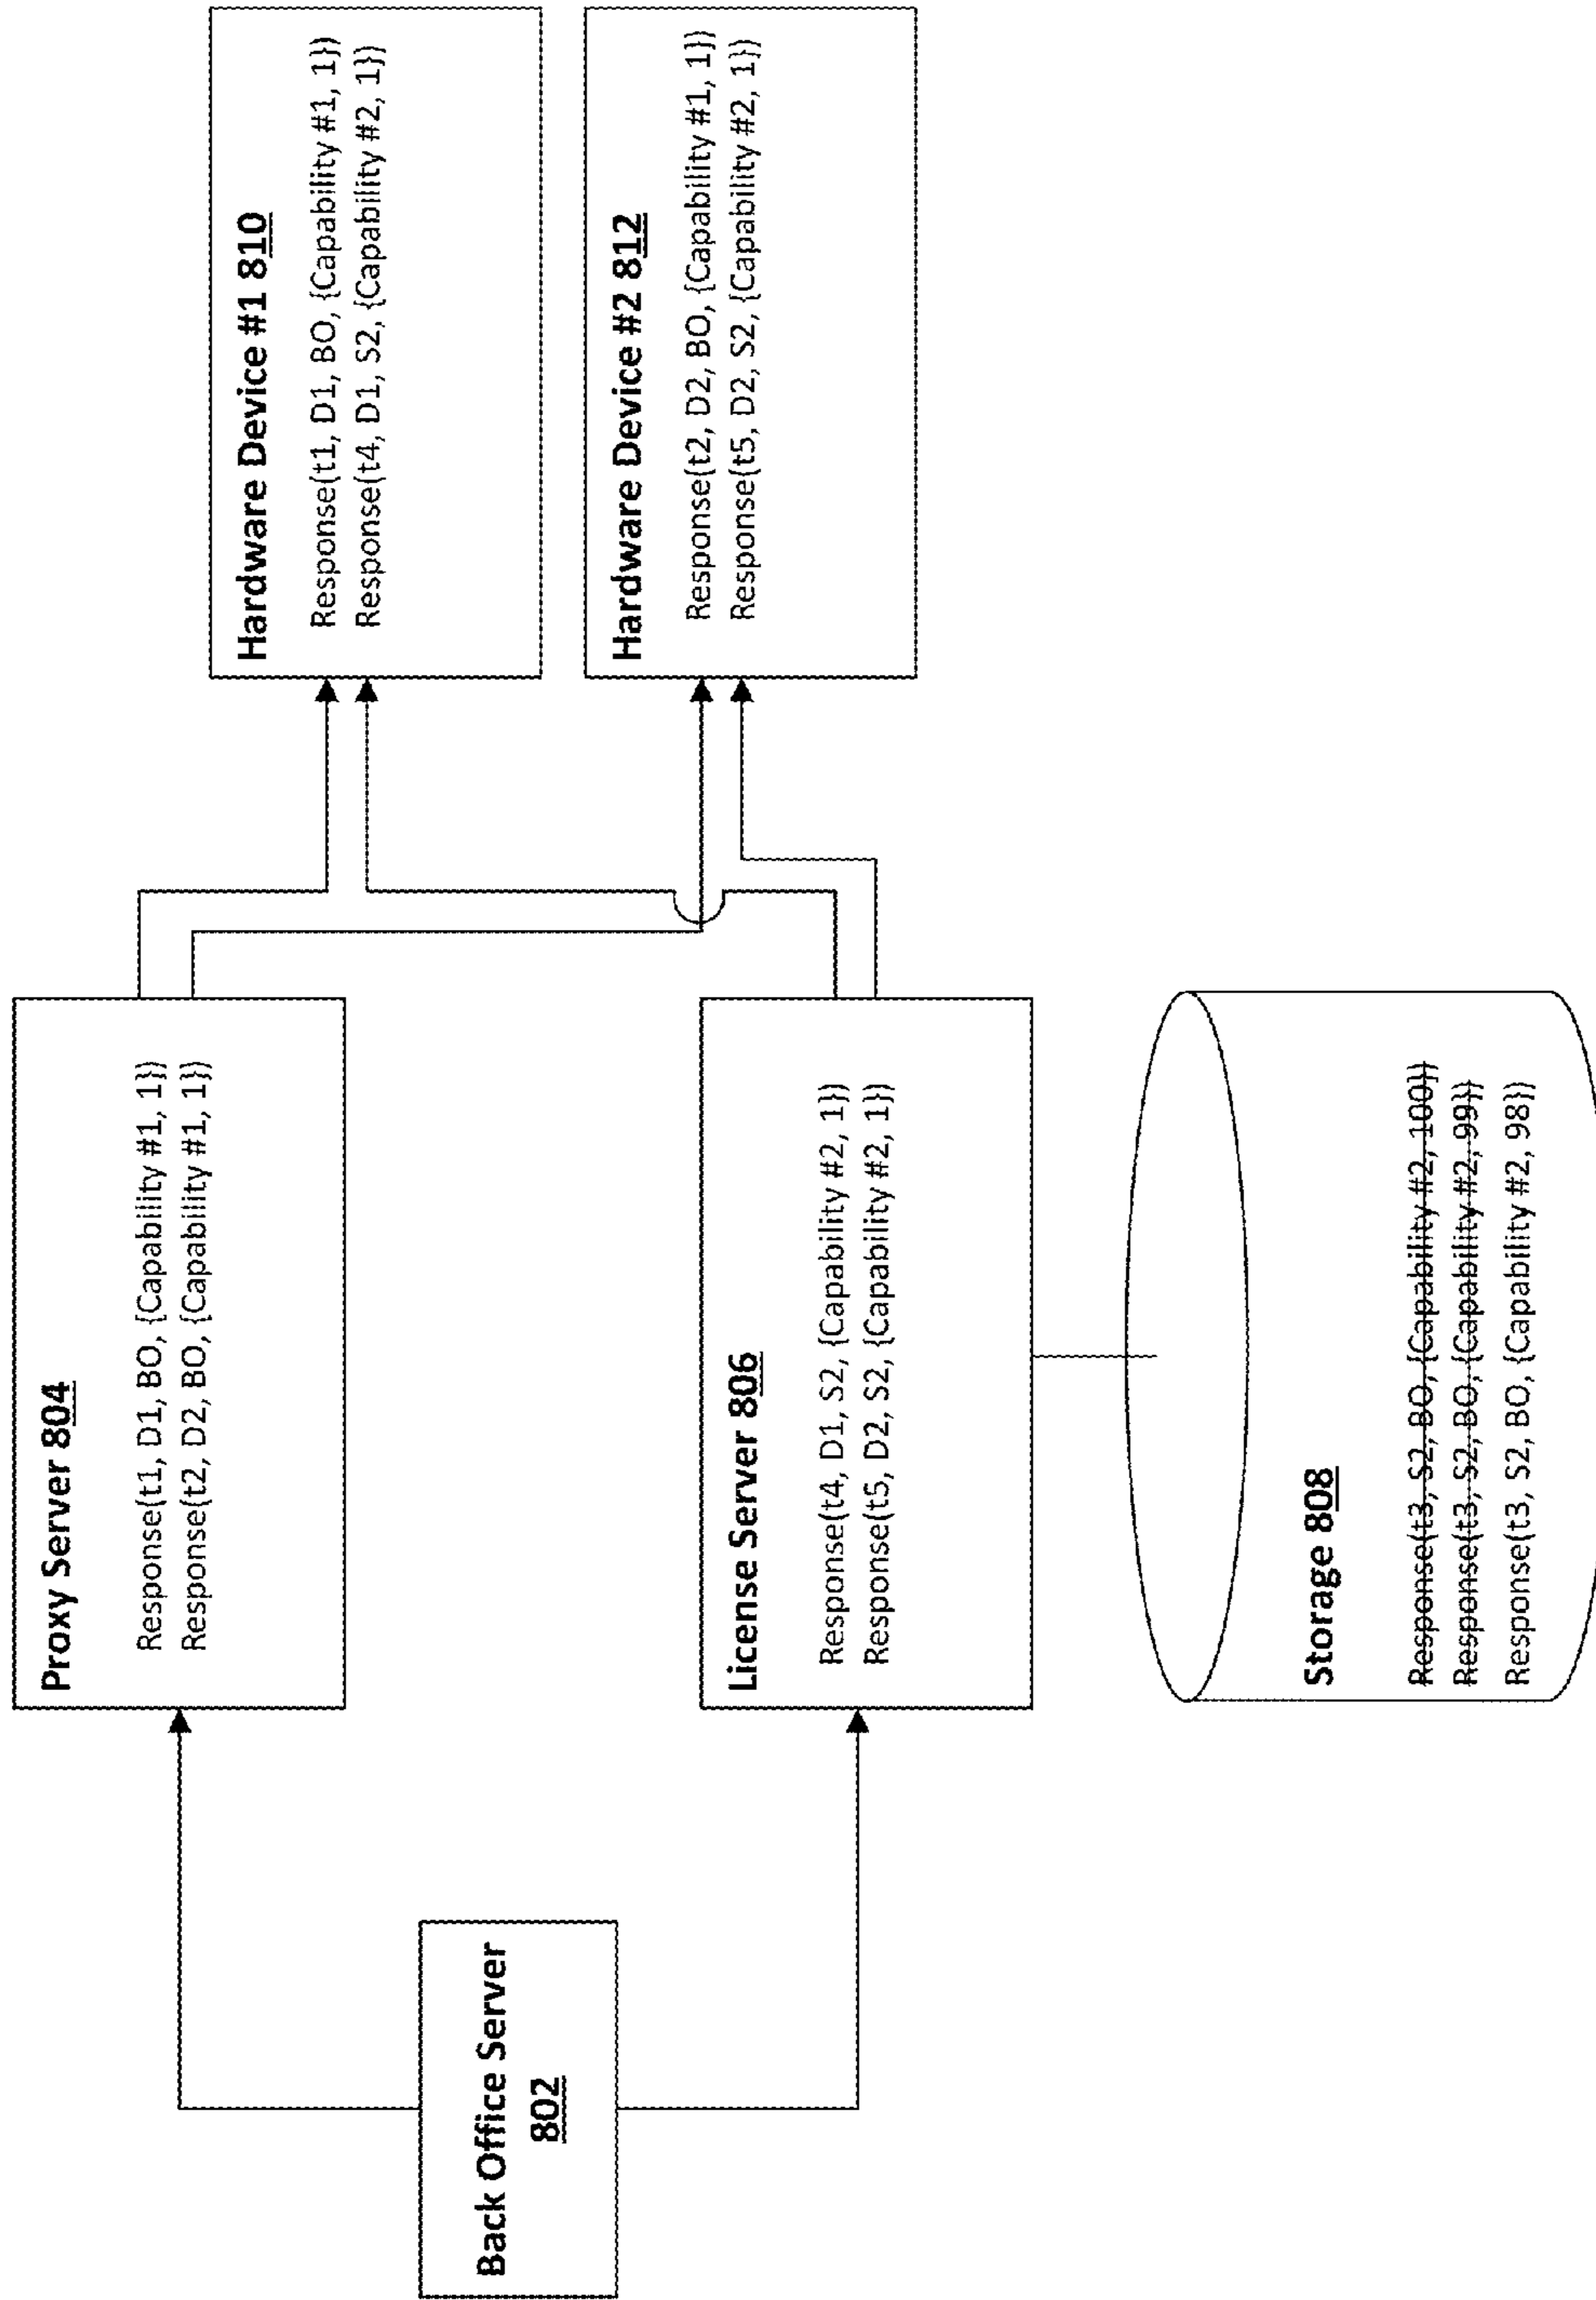 Back Office Server
802
Proxy Server 804
Response(t1, D1, BO, {Capability #1, 1})
Response(t2, D2, BO, {Capability #1, 1})
License Server 806
Response(t4, D1, S2, {Capability #2, 1})
Response(t5, D2, S2, {Capability #2, 1})
Storage 808
Response(t3, S2, BO, {Capability #2, 100})
Response(t3, S2, BO, {Capability #2, 99})
Response(t3, S2, BO, {Capability #2, 98})
Hardware Device #1 810
Response(t1, D1, BO, {Capability #1, 1})
Response(t4, D1, S2, {Capability #2, 1})
Hardware Device #2 812
Response(t2, D2, BO, {Capability #1, 1})
Response(t5, D2, S2, {Capability #2, 1})